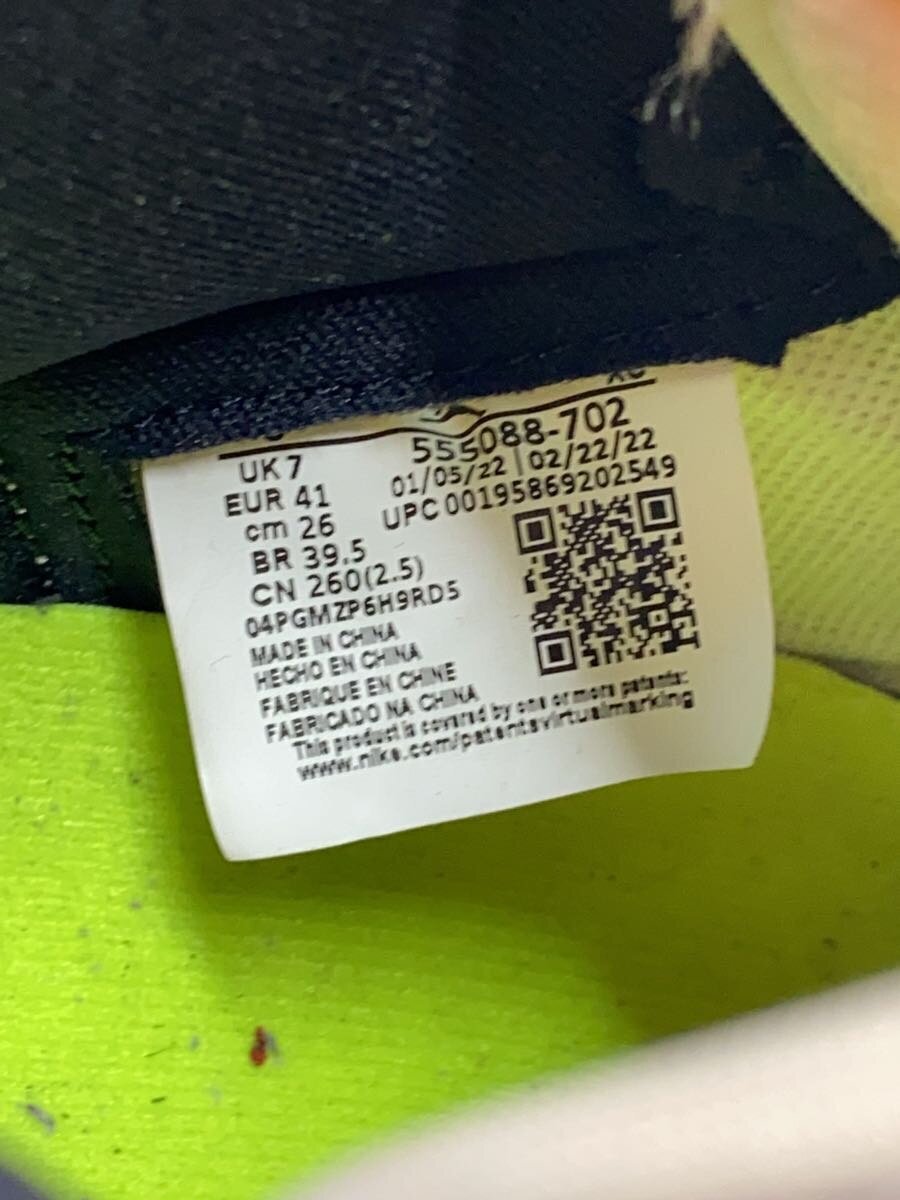 UK 7
EUR 41
cm 26
BR 39.5
CN 260(2.5)
04PGMZP6H9RD5
555088-702
01/05/22 | 02/22/22
UPC 00195869202549
MADE IN CHINA
HECHO EN CHINA
FABRIQUE EN CHINE
FABRICADO NA CHINA
This product is covered by one or more patents:
www.nike.com/patentsvirtualmarking